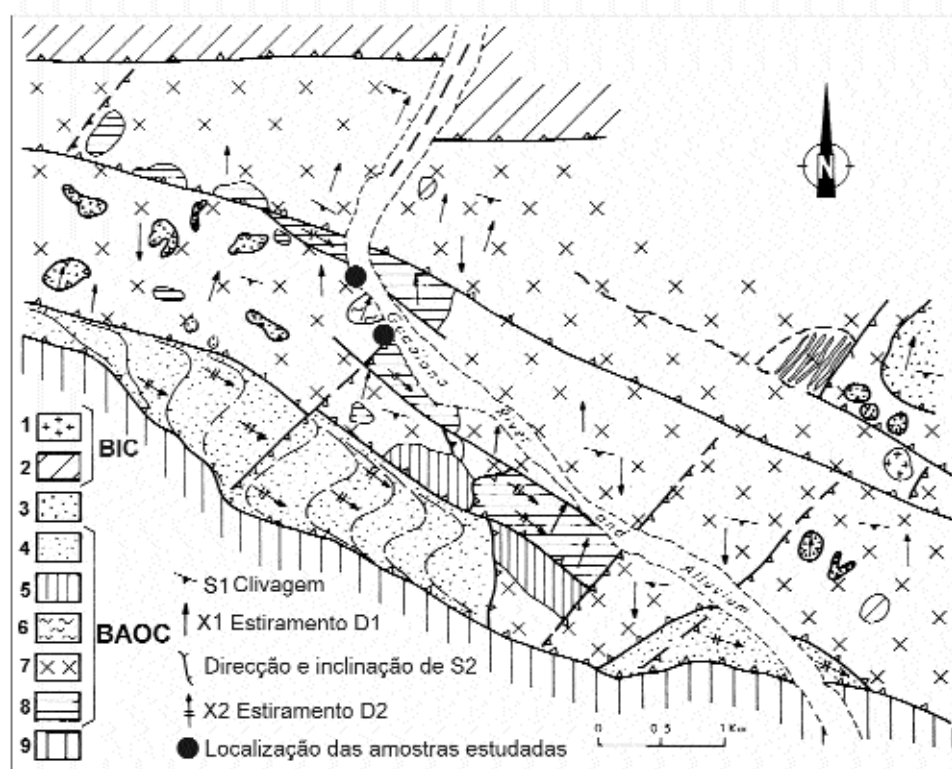 N
1
2
BIC
3
4
5
6
BAOC
7
8
9
S1 Clivagem
X1 Estiramento D1
Direcção e inclinação de S2
X2 Estiramento D2
Localização das amostras estudadas
River
and
Alluvium
0 0 5 1 Km